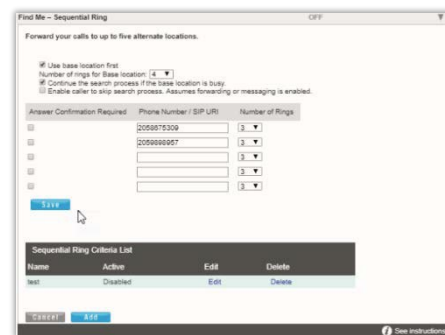 Find Me – Sequential Ring OFF
Forward your calls to up to five alternate locations.
Use base location first
Number of rings for Base location: 4
Continue the search process if the base location is busy.
Enable caller to skip search process. Assumes forwarding or messaging is enabled.
Answer Confirmation Required Phone Number / SIP URI Number of Rings
2058675309 3
2059898957 3
3
3
3
Save
Sequential Ring Criteria List
Name Active Edit Delete
test Disabled Edit Delete
Cancel Add
See instructions